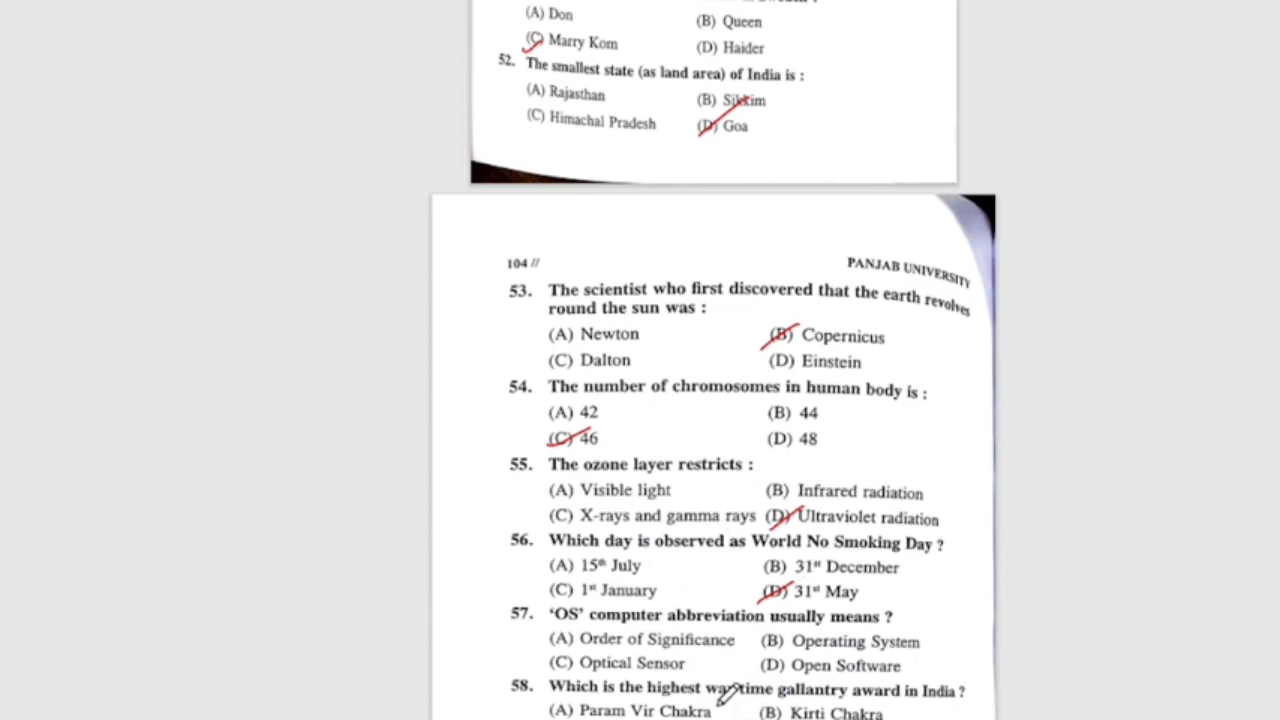 (A) Don (B) Queen
(C) Marry Kom (D) Haider
52. The smallest state (as land area) of India is :
(A) Rajasthan (B) Sikkim
(C) Himachal Pradesh (D) Goa
104 // PANJAB UNIVERSITY
53. The scientist who first discovered that the earth revolves
round the sun was :
(A) Newton (B) Copernicus
(C) Dalton (D) Einstein
54. The number of chromosomes in human body is :
(A) 42 (B) 44
(C) 46 (D) 48
55. The ozone layer restricts :
(A) Visible light (B) Infrared radiation
(C) X-rays and gamma rays (D) Ultraviolet radiation
56. Which day is observed as World No Smoking Day ?
(A) 15th July (B) 31st December
(C) 1st January (D) 31st May
57. ‘OS’ computer abbreviation usually means ?
(A) Order of Significance (B) Operating System
(C) Optical Sensor (D) Open Software
58. Which is the highest wartime gallantry award in India ?
(A) Param Vir Chakra (B) Kirti Chakra